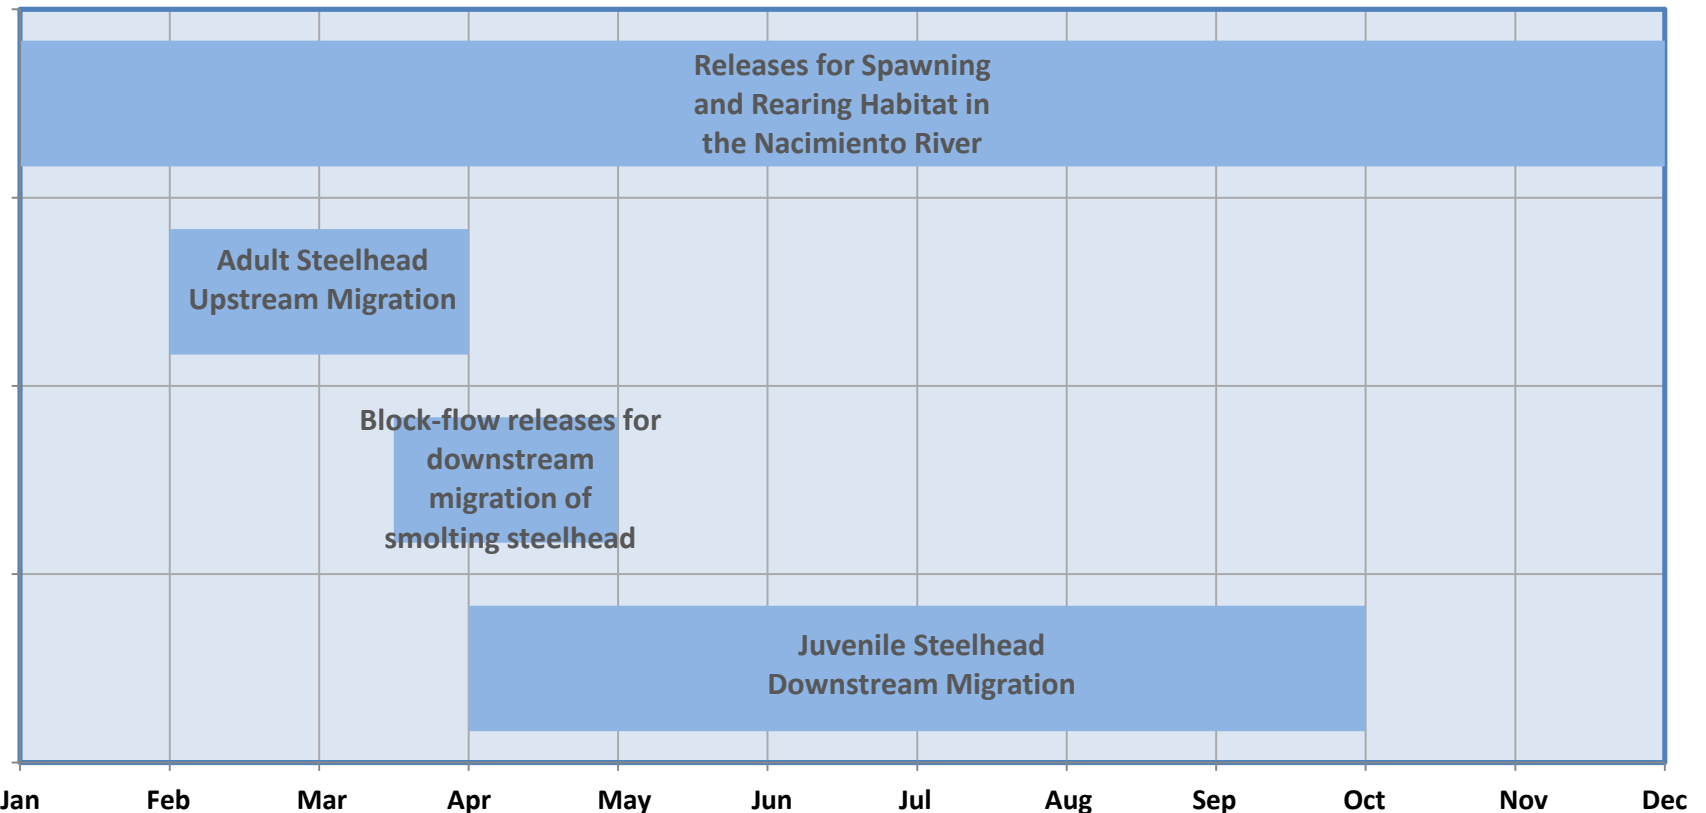 Releases for Spawning
and Rearing Habitat in
the Nacimiento River
Adult Steelhead
Upstream Migration
Block-flow releases for
downstream
migration of
smolting steelhead
Juvenile Steelhead
Downstream Migration
Jan Feb Mar Apr May Jun Jul Aug Sep Oct Nov Dec